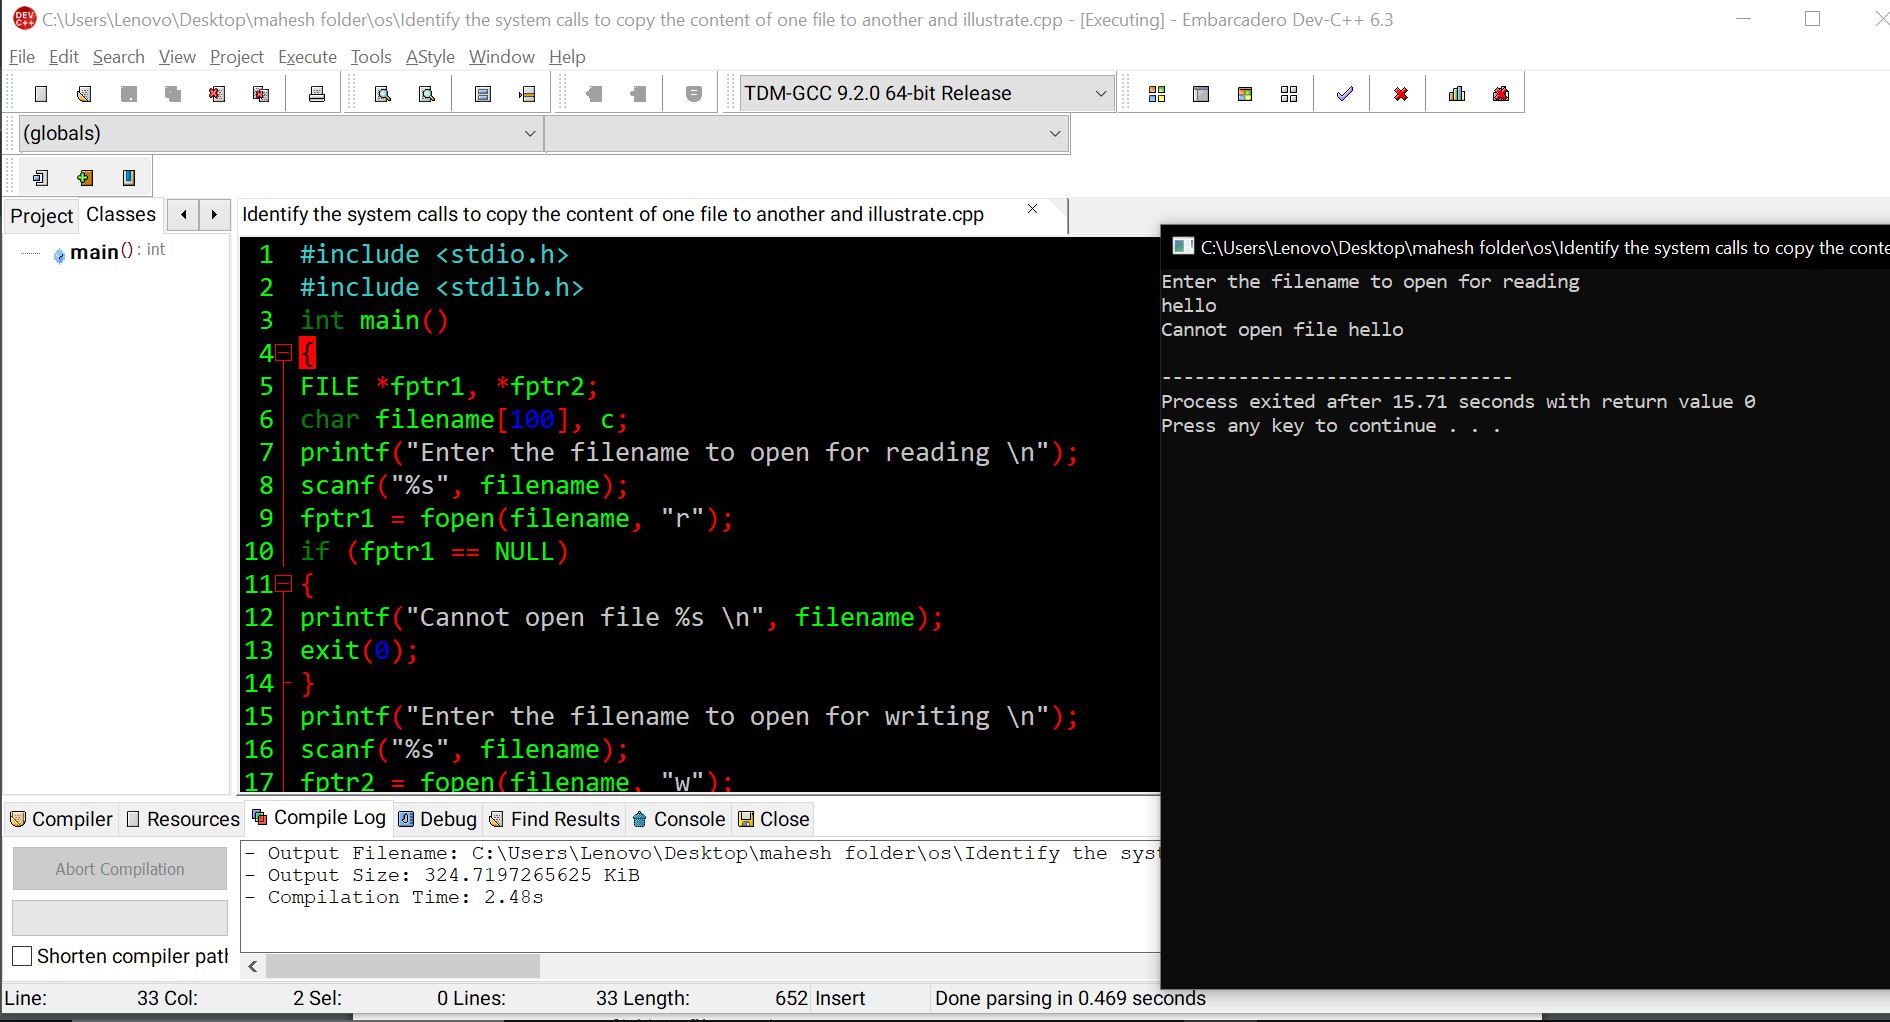 C:\Users\Lenovo\Desktop\mahesh folder\os\Identify the system calls to copy the content of one file to another and illustrate.cpp - [Executing] - Embarcadero Dev-C++ 6.3
File Edit Search View Project Execute Tools AStyle Window Help
TDM-GCC 9.2.0 64-bit Release
(globals)
Project Classes
Identify the system calls to copy the content of one file to another and illustrate.cpp
main() : int
1 #include <stdio.h>
2 #include <stdlib.h>
3 int main()
4 {
5 FILE *fptr1, *fptr2;
6 char filename[100], c;
7 printf("Enter the filename to open for reading \n");
8 scanf("%s", filename);
9 fptr1 = fopen(filename, "r");
10 if (fptr1 == NULL)
11 {
12 printf("Cannot open file %s \n", filename);
13 exit(0);
14 }
15 printf("Enter the filename to open for writing \n");
16 scanf("%s", filename);
17 fptr2 = fopen(filename, "w");
C:\Users\Lenovo\Desktop\mahesh folder\os\Identify the system calls to copy the conte
Enter the filename to open for reading
hello
Cannot open file hello
--------------------------------
Process exited after 15.71 seconds with return value 0
Press any key to continue . . .
Compiler Resources Compile Log Debug Find Results Console Close
Abort Compilation
Shorten compiler path
- Output Filename: C:\Users\Lenovo\Desktop\mahesh folder\os\Identify the syst
- Output Size: 324.7197265625 KiB
- Compilation Time: 2.48s
Line: 33 Col: 2 Sel: 0 Lines: 33 Length: 652 Insert Done parsing in 0.469 seconds